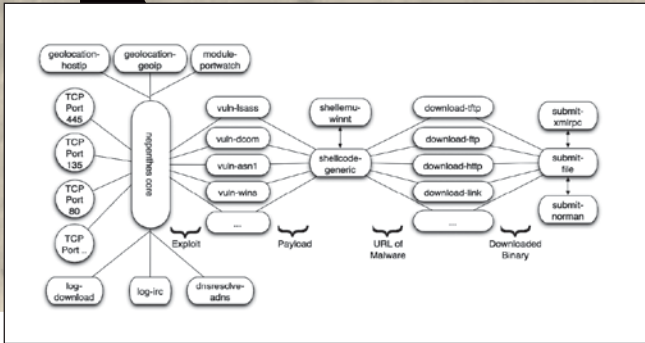 geolocation-
hostip
geolocation-
geoip
module-
portwatch
TCP
Port
445
TCP
Port
135
TCP
Port
80
TCP
Port ..
nepenthes core
vuln-lsass
vuln-dcom
vuln-asn1
vuln-wins
...
shellemu-
winnt
shellcode-
generic
download-tftp
download-ftp
download-http
download-link
...
submit-
xmlrpc
submit-
file
submit-
norman
Exploit
Payload
URL of
Malware
Downloaded
Binary
log-
download
log-irc
dnsresolve-
adns